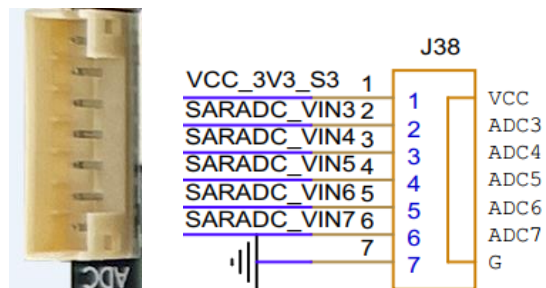 ADC
J38
VCC_3V3_S3 1 1 VCC
SARADC_VIN3 2 2 ADC3
SARADC_VIN4 3 3 ADC4
SARADC_VIN5 4 4 ADC5
SARADC_VIN6 5 5 ADC6
SARADC_VIN7 6 6 ADC7
7 7 G